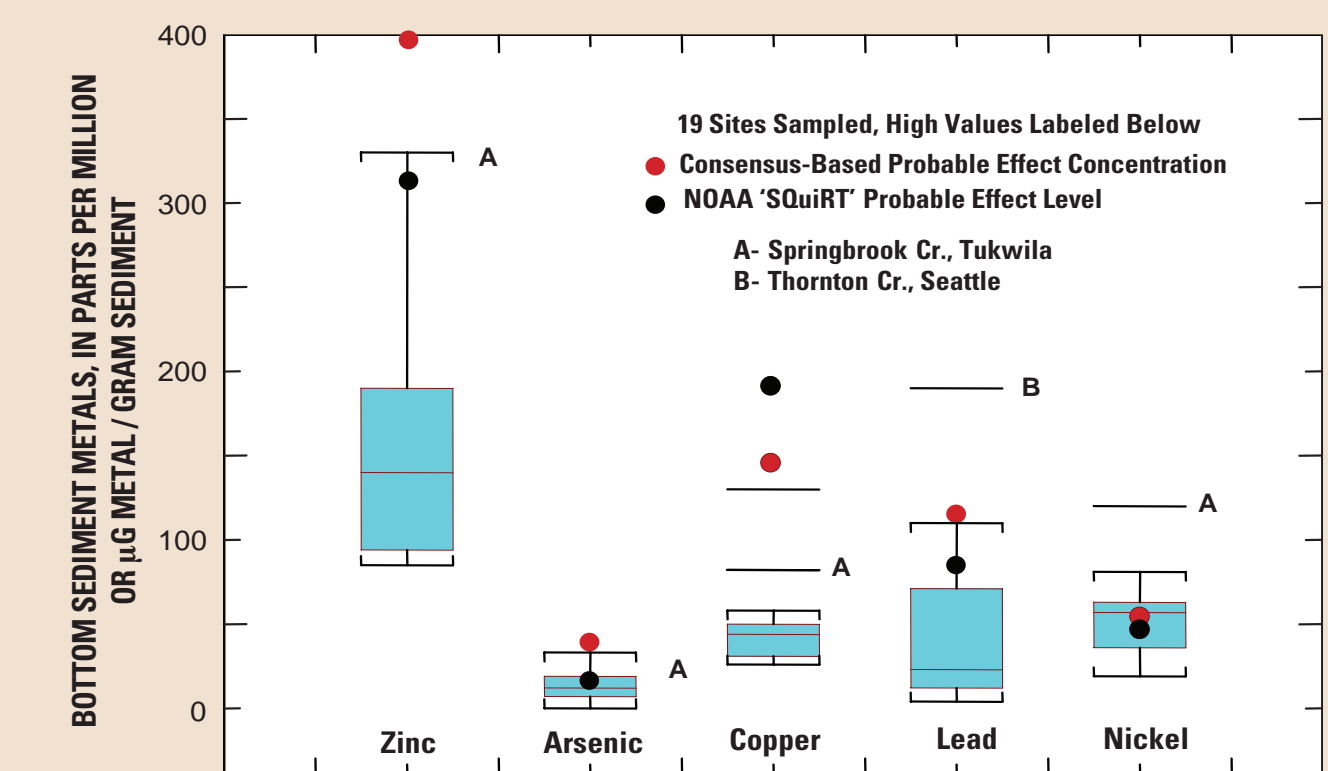 BOTTOM SEDIMENT METALS, IN PARTS PER MILLION
OR µG METAL / GRAM SEDIMENT
400
300
200
100
0
19 Sites Sampled, High Values Labeled Below
Consensus-Based Probable Effect Concentration
NOAA ‘SQuiRT’ Probable Effect Level
A- Springbrook Cr., Tukwila
B- Thornton Cr., Seattle
A
A
A
B
A
Zinc
Arsenic
Copper
Lead
Nickel